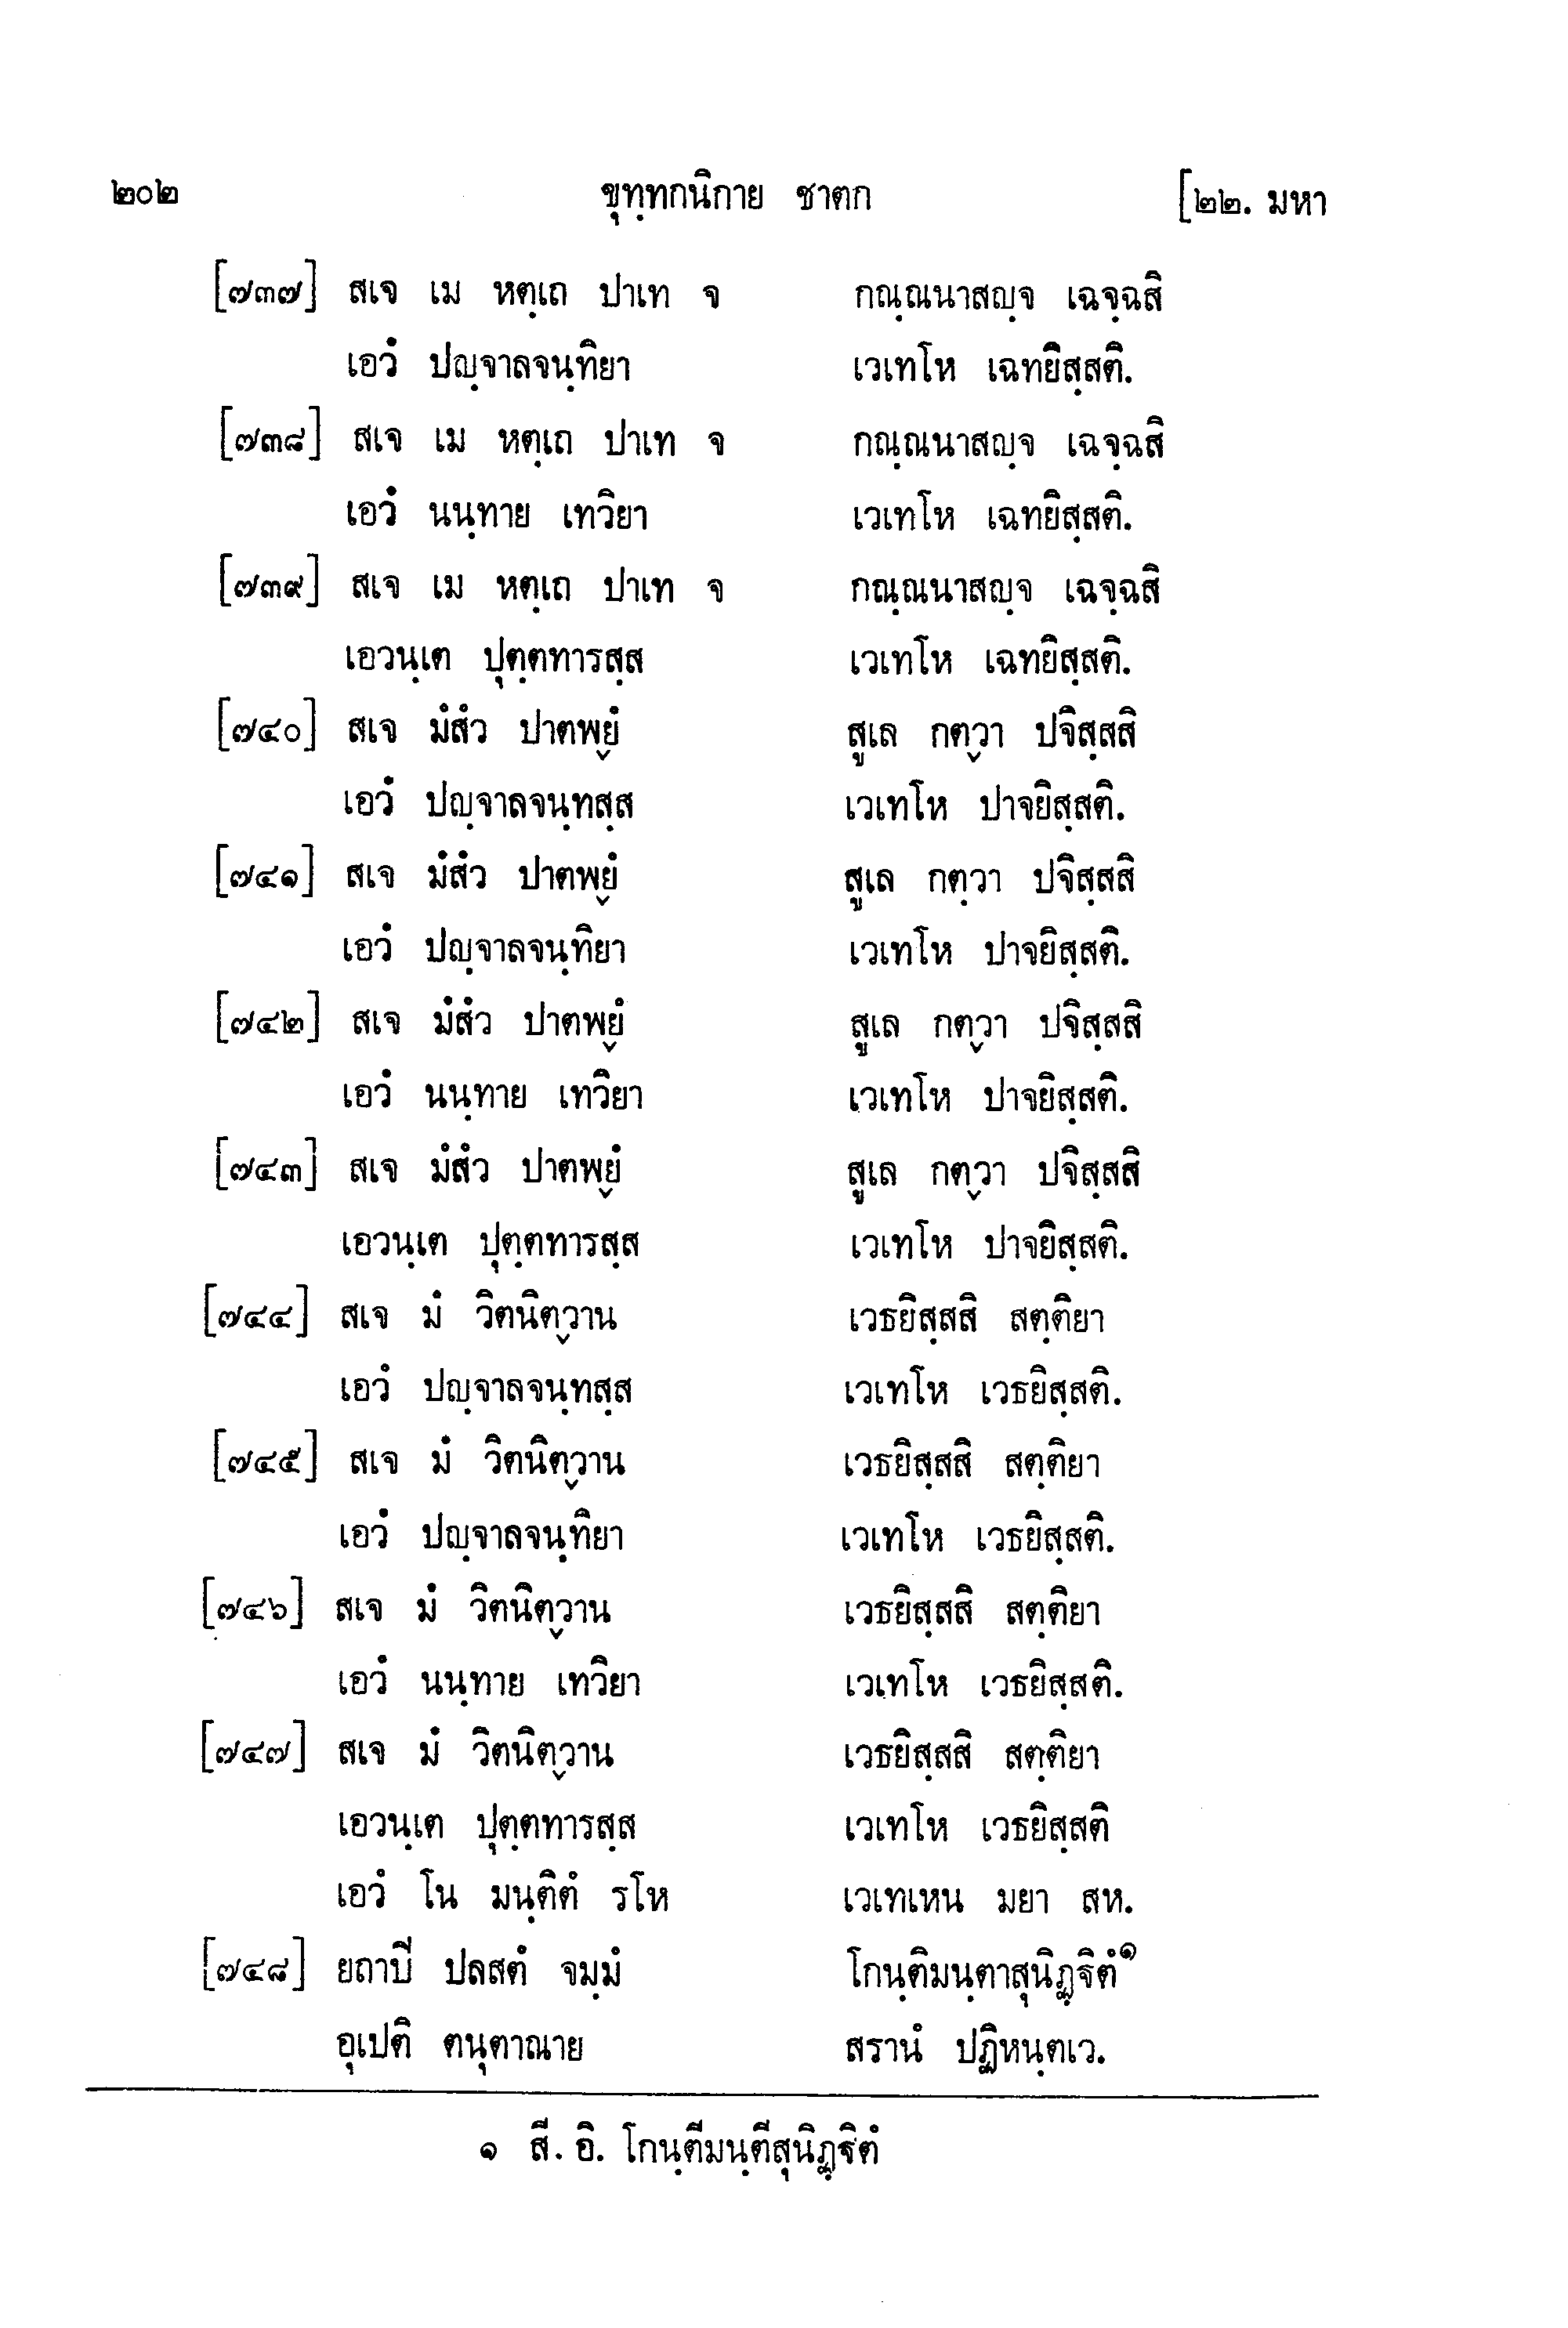 ๒๐๒ ขุทฺทกนิกาย ชาตก [๒๒. มหา
[๗๓๗] สเจ เม หตฺเถ ปาเท จ กณฺณนาสญฺจ เฉจฺฉสิ
เอวํ ปญฺจาลจนฺทิยา เวเทโห เฉทยิสฺสติ.
[๗๓๘] สเจ เม หตฺเถ ปาเท จ กณฺณนาสญฺจ เฉจฺฉสิ
เอวํ นนฺทาย เทวิยา เวเทโห เฉทยิสฺสติ.
[๗๓๙] สเจ เม หตฺเถ ปาเท จ กณฺณนาสญฺจ เฉจฺฉสิ
เอวนฺเต ปุตฺตทารสฺส เวเทโห เฉทยิสฺสติ.
[๗๔๐] สเจ มํสํว ปาตพฺยํ สูเล กตฺวา ปจิสฺสสิ
เอวํ ปญฺจาลจนฺทสฺส เวเทโห ปาจยิสฺสติ.
[๗๔๑] สเจ มํสํว ปาตพฺยํ สูเล กตฺวา ปจิสฺสสิ
เอวํ ปญฺจาลจนฺทิยา เวเทโห ปาจยิสฺสติ.
[๗๔๒] สเจ มํสํว ปาตพฺยํ สูเล กตฺวา ปจิสฺสสิ
เอวํ นนฺทาย เทวิยา เวเทโห ปาจยิสฺสติ.
[๗๔๓] สเจ มํสํว ปาตพฺยํ สูเล กตฺวา ปจิสฺสสิ
เอวนฺเต ปุตฺตทารสฺส เวเทโห ปาจยิสฺสติ.
[๗๔๔] สเจ มํ วิตนิตฺวาน เวธยิสฺสสิ สตฺติยา
เอวํ ปญฺจาลจนฺทสฺส เวเทโห เวธยิสฺสติ.
[๗๔๕] สเจ มํ วิตนิตฺวาน เวธยิสฺสสิ สตฺติยา
เอวํ ปญฺจาลจนฺทิยา เวเทโห เวธยิสฺสติ.
[๗๔๖] สเจ มํ วิตนิตฺวาน เวธยิสฺสสิ สตฺติยา
เอวํ นนฺทาย เทวิยา เวเทโห เวธยิสฺสติ.
[๗๔๗] สเจ มํ วิตนิตฺวาน เวธยิสฺสสิ สตฺติยา
เอวนฺเต ปุตฺตทารสฺส เวเทโห เวธยิสฺสติ
เอวํ โน มนฺติตํ รโห เวเทเหน มยา สห.
[๗๔๘] ยถาปี ปลสตํ จมฺมํ โกนฺติมนฺตาสุนิฏฺฐิตํ๑
อุเปติ ตนุตาณาย สรานํ ปฏิหนฺตเว.
๑ สี. อิ. โกนฺตีมนฺตีสุนิฏฺฐิตํ